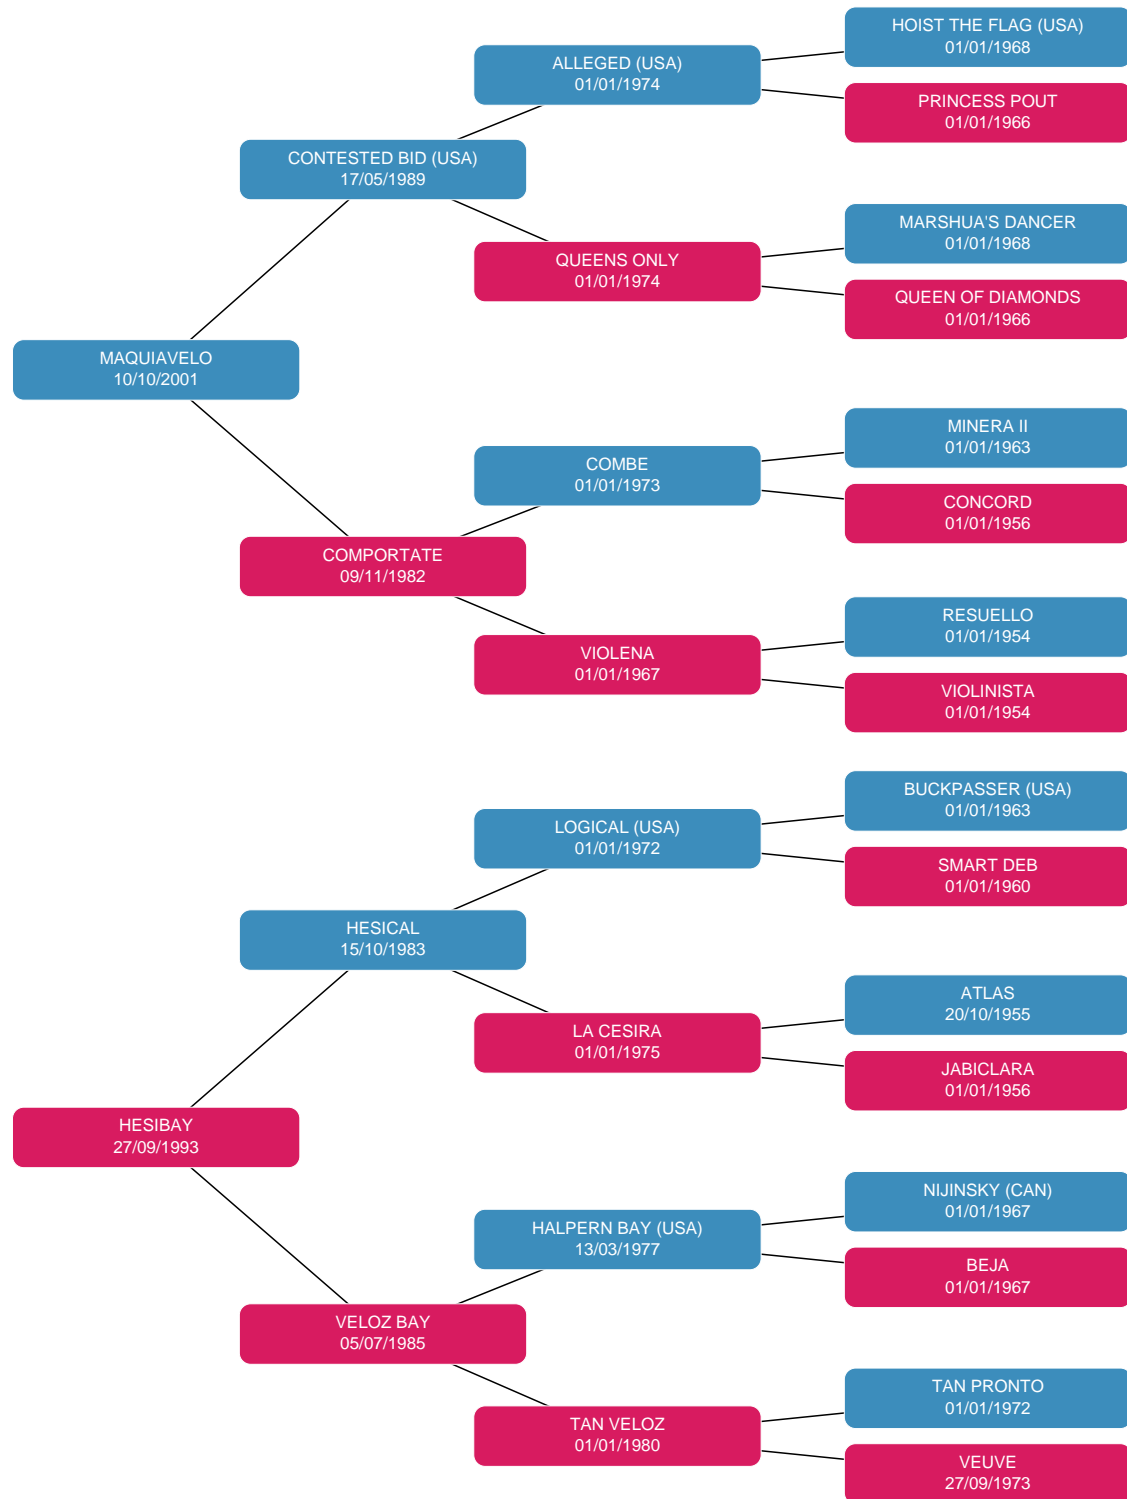 HOIST THE FLAG (USA)
01/01/1968
ALLEGED (USA)
01/01/1974
PRINCESS POUT
01/01/1966
CONTESTED BID (USA)
17/05/1989
MARSHUA'S DANCER
01/01/1968
QUEENS ONLY
01/01/1974
QUEEN OF DIAMONDS
01/01/1966
MAQUIAVELO
10/10/2001
MINERA II
01/01/1963
COMBE
01/01/1973
CONCORD
01/01/1956
COMPORTATE
09/11/1982
RESUELLO
01/01/1954
VIOLENA
01/01/1967
VIOLINISTA
01/01/1954
BUCKPASSER (USA)
01/01/1963
LOGICAL (USA)
01/01/1972
SMART DEB
01/01/1960
HESICAL
15/10/1983
ATLAS
20/10/1955
LA CESIRA
01/01/1975
JABICLARA
01/01/1956
HESIBAY
27/09/1993
NIJINSKY (CAN)
01/01/1967
HALPERN BAY (USA)
13/03/1977
BEJA
01/01/1967
VELOZ BAY
05/07/1985
TAN PRONTO
01/01/1972
TAN VELOZ
01/01/1980
VEUVE
27/09/1973